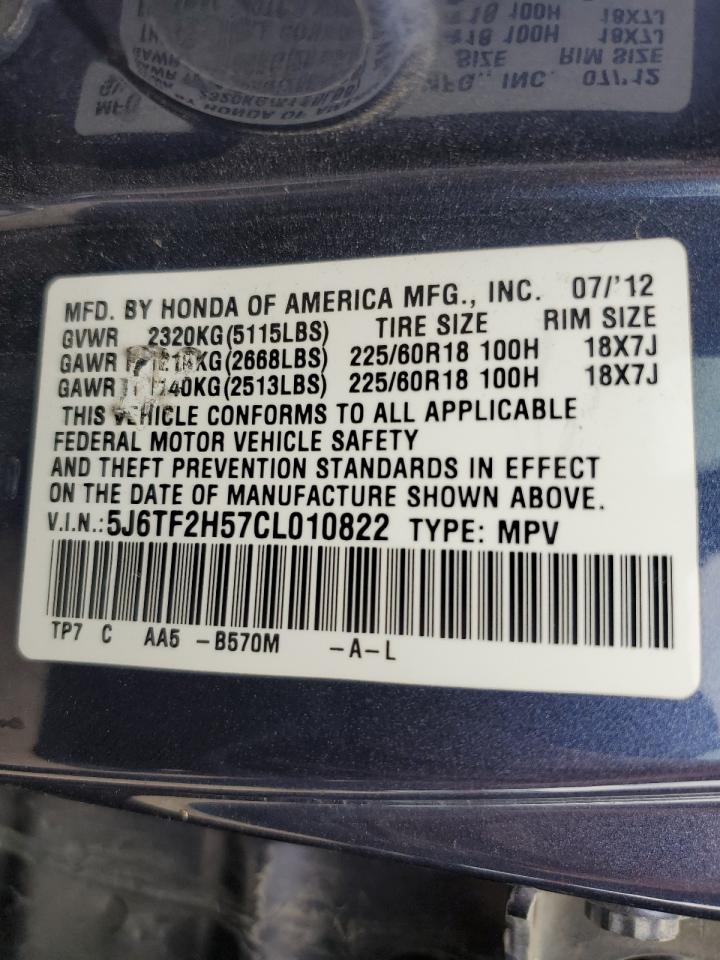 MFD. BY HONDA OF AMERICA MFG., INC. 07/'12
GVWR 2320KG(5115LBS) TIRE SIZE RIM SIZE
GAWR (2668LBS) 225/60R18 100H 18X7J
GAWR (2513LBS) 225/60R18 100H 18X7J
THIS VEHICLE CONFORMS TO ALL APPLICABLE
FEDERAL MOTOR VEHICLE SAFETY
AND THEFT PREVENTION STANDARDS IN EFFECT
ON THE DATE OF MANUFACTURE SHOWN ABOVE.
V.I.N.: 5J6TF2H57CL010822 TYPE: MPV
TP7 C AA5 -B570M -A-L